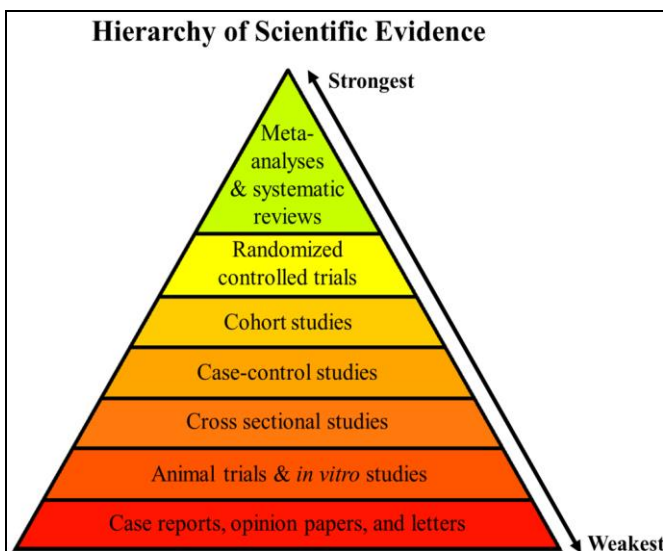 Hierarchy of Scientific Evidence
Strongest
Meta-
analyses
& systematic
reviews
Randomized
controlled trials
Cohort studies
Case-control studies
Cross sectional studies
Animal trials & in vitro studies
Case reports, opinion papers, and letters
Weakest